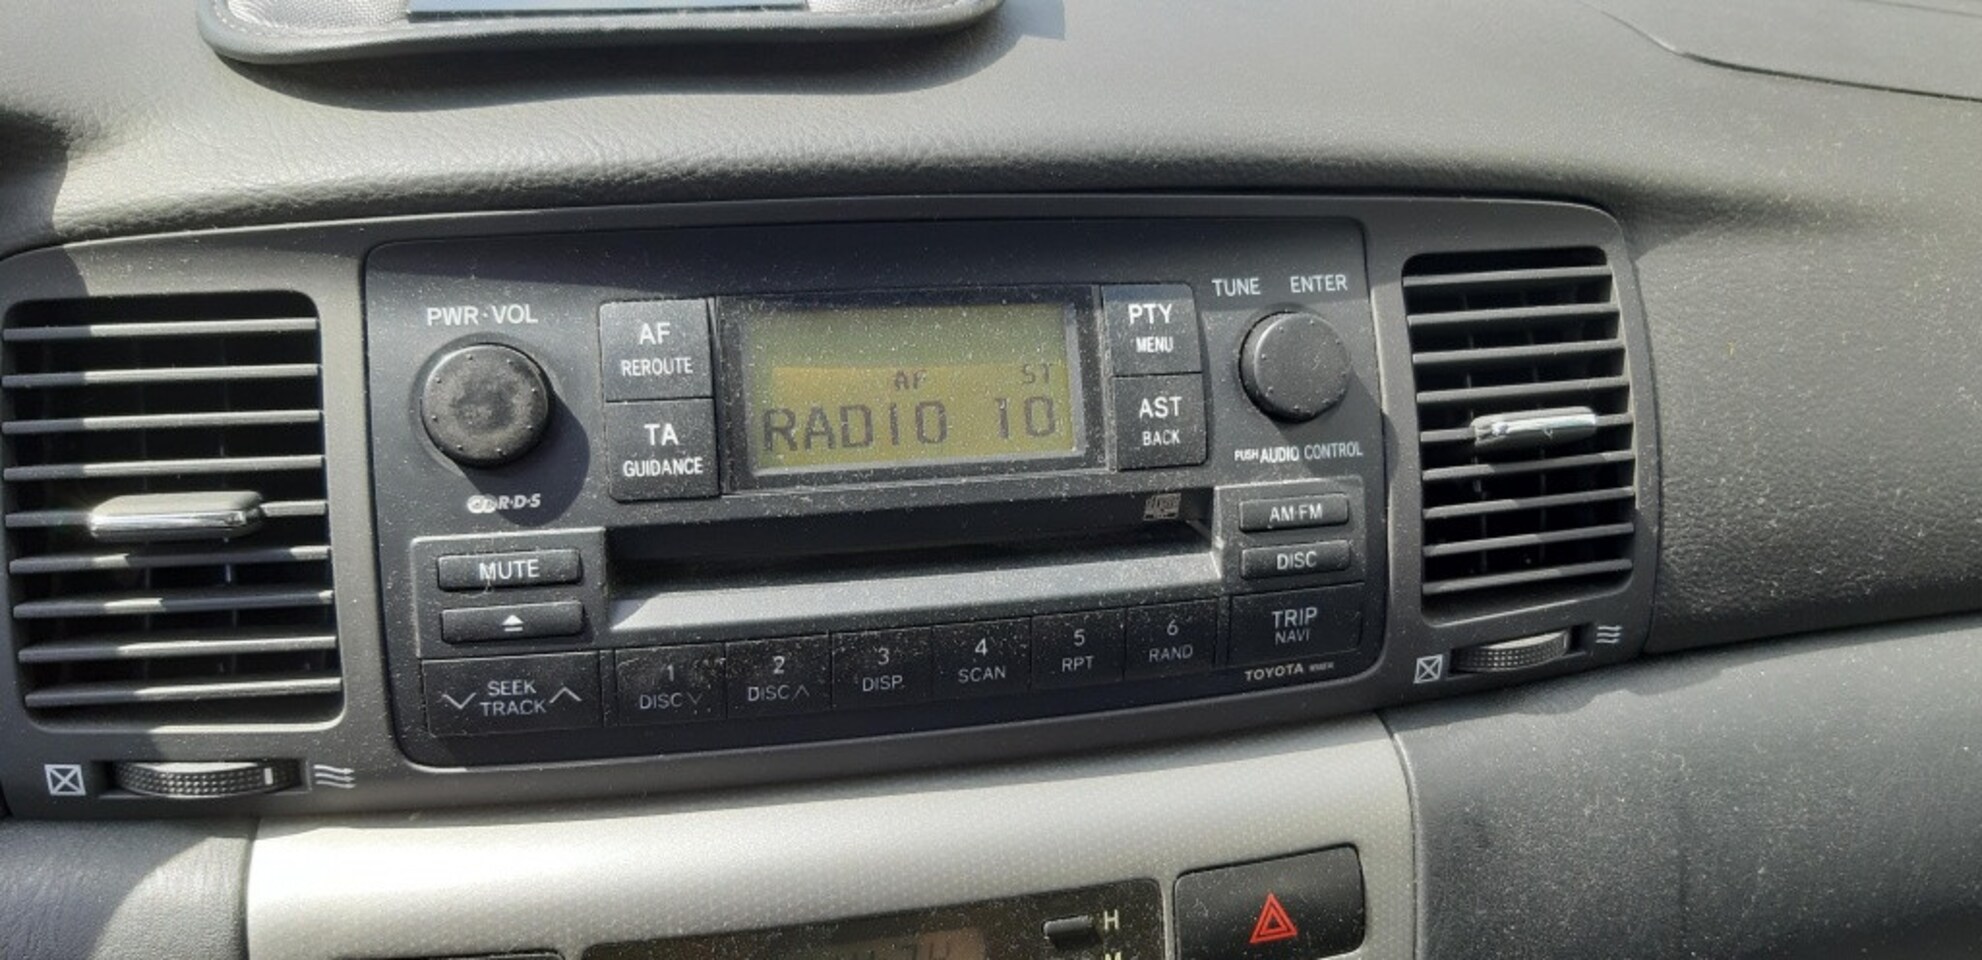 PWR·VOL
AF
REROUTE
TA
GUIDANCE
AF ST
RADIO 10
PTY
MENU
AST
BACK
TUNE ENTER
PUSH AUDIO CONTROL
R·D·S
MUTE
AM·FM
DISC
SEEK
TRACK
1
DISC
2
DISC
3
DISP
4
SCAN
5
RPT
6
RAND
TRIP
NAVI
TOYOTA
H